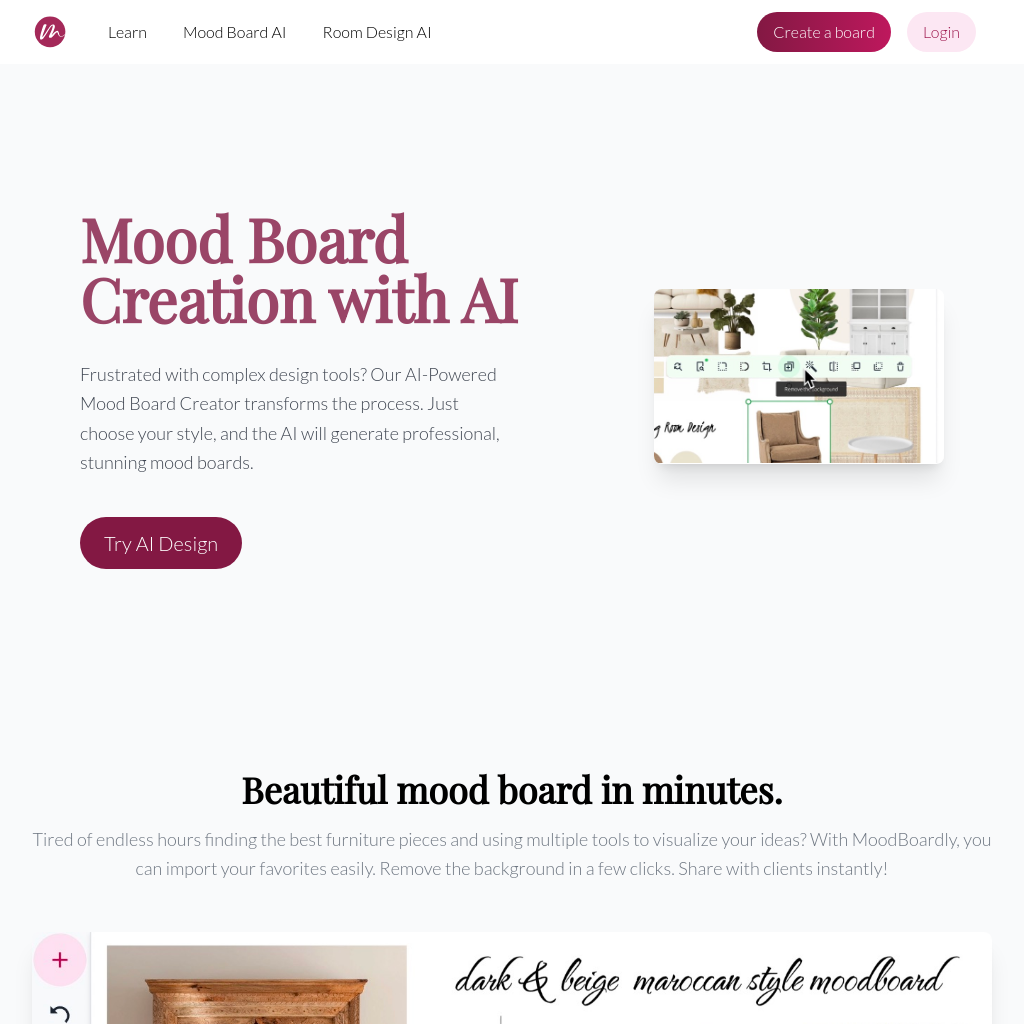 Learn
Mood Board AI
Room Design AI
Create a board
Login
Mood Board
Creation with AI
Frustrated with complex design tools? Our AI-Powered
Mood Board Creator transforms the process. Just
choose your style, and the AI will generate professional,
stunning mood boards.
Remove the background
g Room Design
Try AI Design
Beautiful mood board in minutes.
Tired of endless hours finding the best furniture pieces and using multiple tools to visualize your ideas? With MoodBoardly, you
can import your favorites easily. Remove the background in a few clicks. Share with clients instantly!
dark & beige maroccan style moodboard